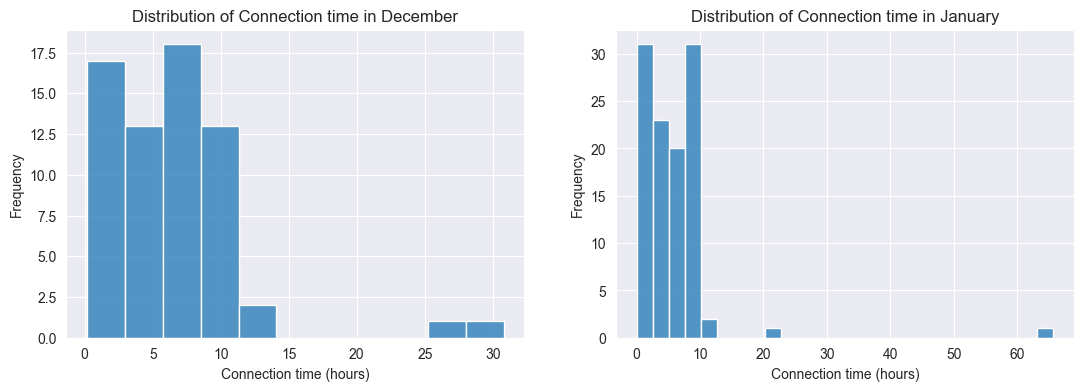 Distribution of Connection time in December
17.5
15.0
12.5
10.0
7.5
5.0
2.5
0.0
Frequency
0 5 10 15 20 25 30
Connection time (hours)
Distribution of Connection time in January
30
25
20
15
10
5
0
Frequency
0 10 20 30 40 50 60
Connection time (hours)